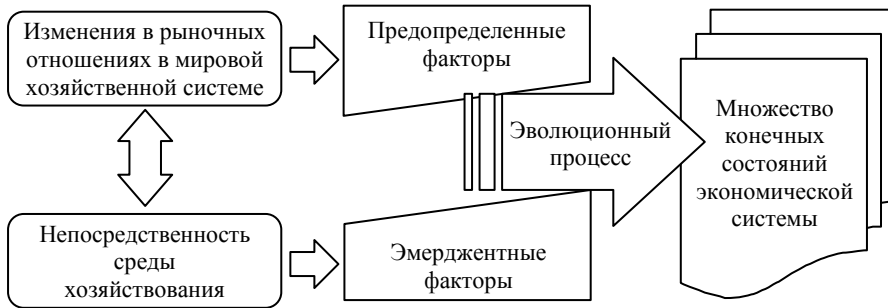 Изменения в рыночных
отношениях в мировой
хозяйственной системе
Предопределенные
факторы
Эволюционный
процесс
Множество
конечных
состояний
экономической
системы
Непосредственность
среды
хозяйствования
Эмерджентные
факторы